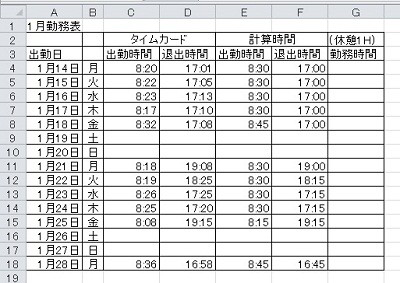 A B C D E F G
1 1月勤務表
2 タイムカード 計算時間 (休憩1H)
3 出勤日 出勤時間 退出時間 出勤時間 退出時間 勤務時間
4 1月14日 月 8:20 17:01 8:30 17:00
5 1月15日 火 8:22 17:05 8:30 17:00
6 1月16日 水 8:23 17:13 8:30 17:00
7 1月17日 木 8:17 17:10 8:30 17:00
8 1月18日 金 8:32 17:08 8:45 17:00
9 1月19日 土
10 1月20日 日
11 1月21日 月 8:18 19:08 8:30 19:00
12 1月22日 火 8:19 18:25 8:30 18:15
13 1月23日 水 8:26 17:25 8:30 17:15
14 1月24日 木 8:25 17:20 8:30 17:15
15 1月25日 金 8:08 19:15 8:15 19:15
16 1月26日 土
17 1月27日 日
18 1月28日 月 8:36 16:58 8:45 16:45
19